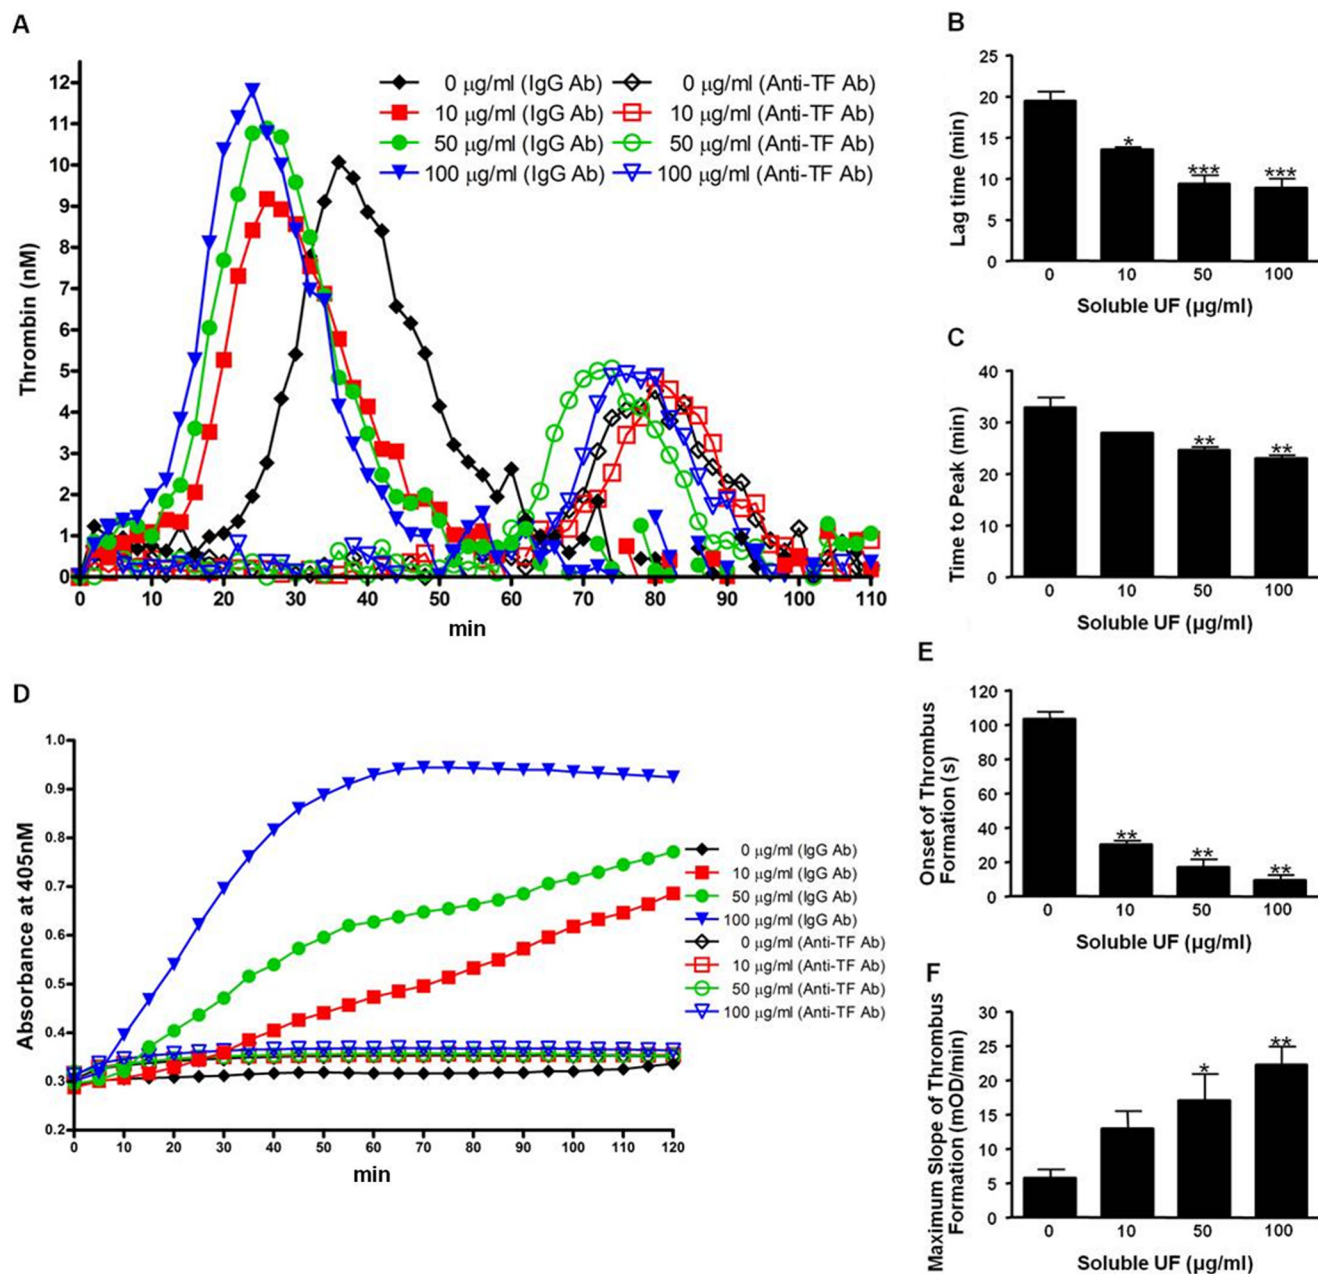 A
12
11
10
9
8
7
6
5
4
3
2
1
0
Thrombin (nM)
0 μg/ml (IgG Ab) 0 μg/ml (Anti-TF Ab)
10 μg/ml (IgG Ab) 10 μg/ml (Anti-TF Ab)
50 μg/ml (IgG Ab) 50 μg/ml (Anti-TF Ab)
100 μg/ml (IgG Ab) 100 μg/ml (Anti-TF Ab)
0 10 20 30 40 50 60 70 80 90 100 110
min
B
25
20
15
10
5
0
Lag time (min)
*
***
***
0 10 50 100
Soluble UF (μg/ml)
C
40
30
20
10
0
Time to Peak (min)
**
**
0 10 50 100
Soluble UF (μg/ml)
D
1.0
0.9
0.8
0.7
0.6
0.5
0.4
0.3
0.2
Absorbance at 405nM
0 μg/ml (IgG Ab)
10 μg/ml (IgG Ab)
50 μg/ml (IgG Ab)
100 μg/ml (IgG Ab)
0 μg/ml (Anti-TF Ab)
10 μg/ml (Anti-TF Ab)
50 μg/ml (Anti-TF Ab)
100 μg/ml (Anti-TF Ab)
0 10 20 30 40 50 60 70 80 90 100 110 120
min
E
120
100
80
60
40
20
0
Onset of Thrombus
Formation (s)
**
**
**
0 10 50 100
Soluble UF (μg/ml)
F
30
25
20
15
10
5
0
Maximum Slope of Thrombus
Formation (mOD/min)
*
**
0 10 50 100
Soluble UF (μg/ml)